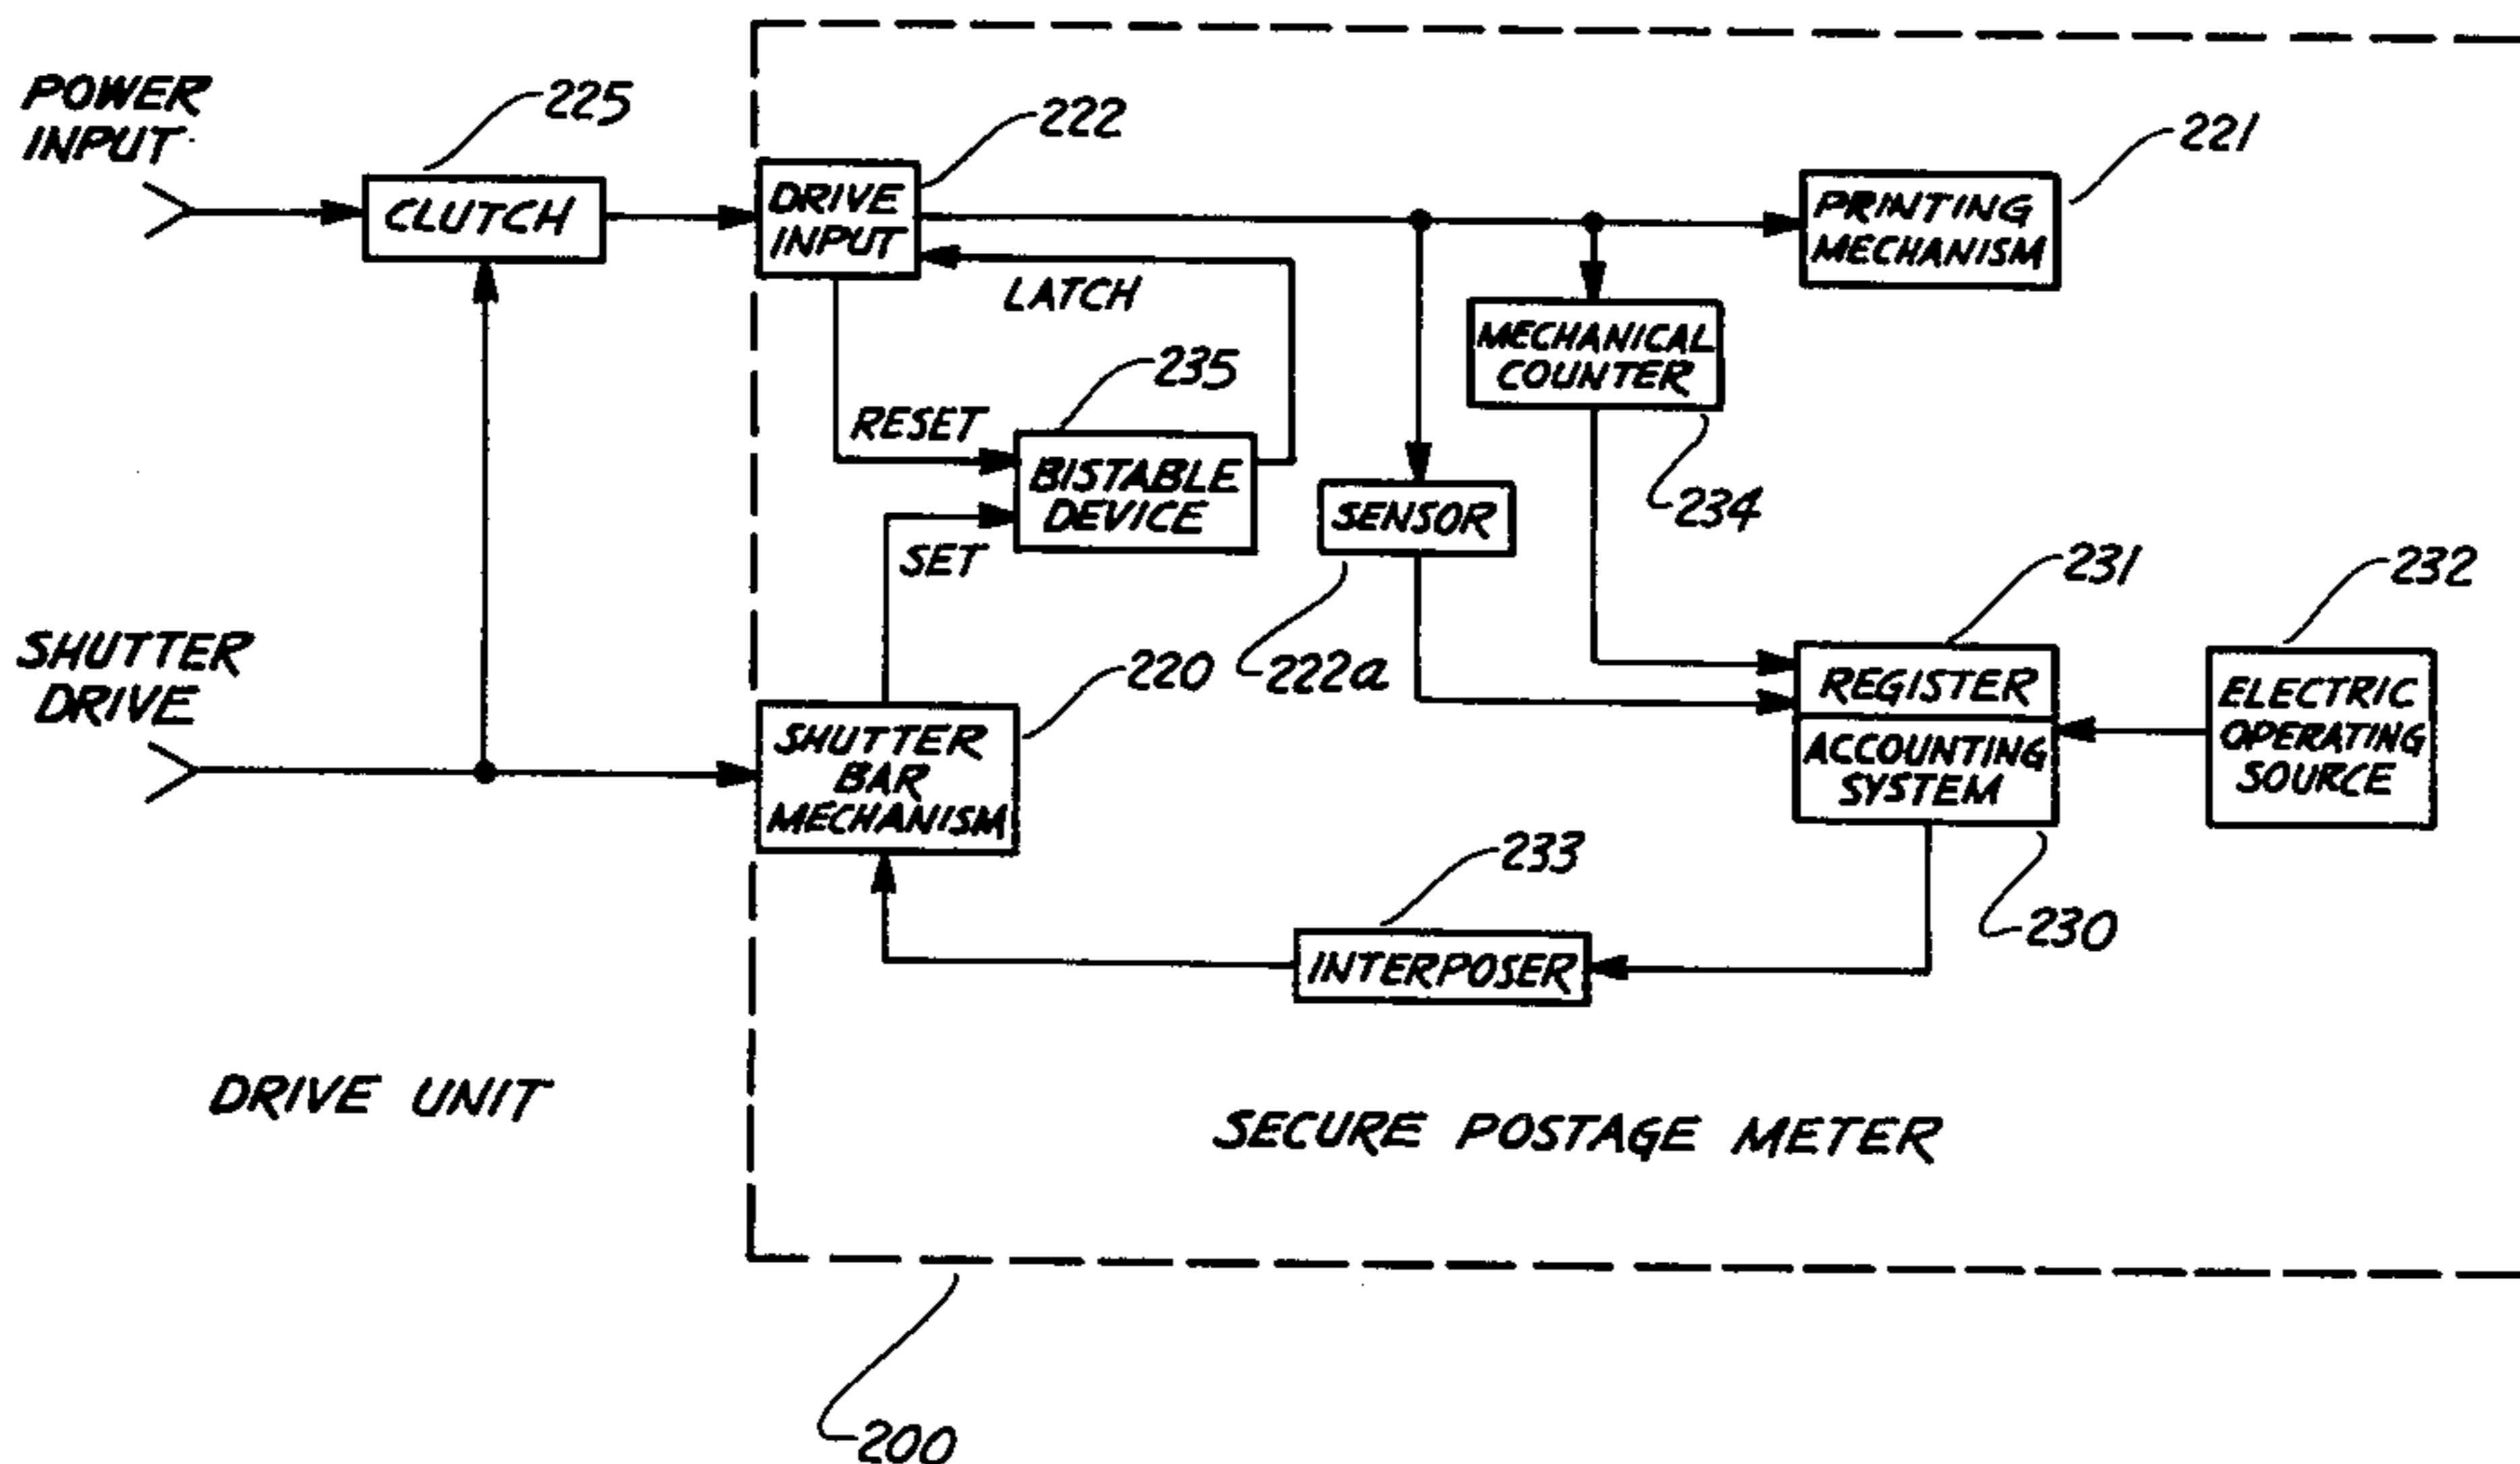 POWER
INPUT
225
222
221
CLUTCH
DRIVE
INPUT
PRINTING
MECHANISM
LATCH
MECHANICAL
COUNTER
235
RESET
BISTABLE
DEVICE
SENSOR
234
SET
231
232
SHUTTER
DRIVE
220
222a
REGISTER
ELECTRIC
OPERATING
SOURCE
SHUTTER
BAR
MECHANISM
ACCOUNTING
SYSTEM
233
230
INTERPOSER
DRIVE UNIT
SECURE POSTAGE METER
200